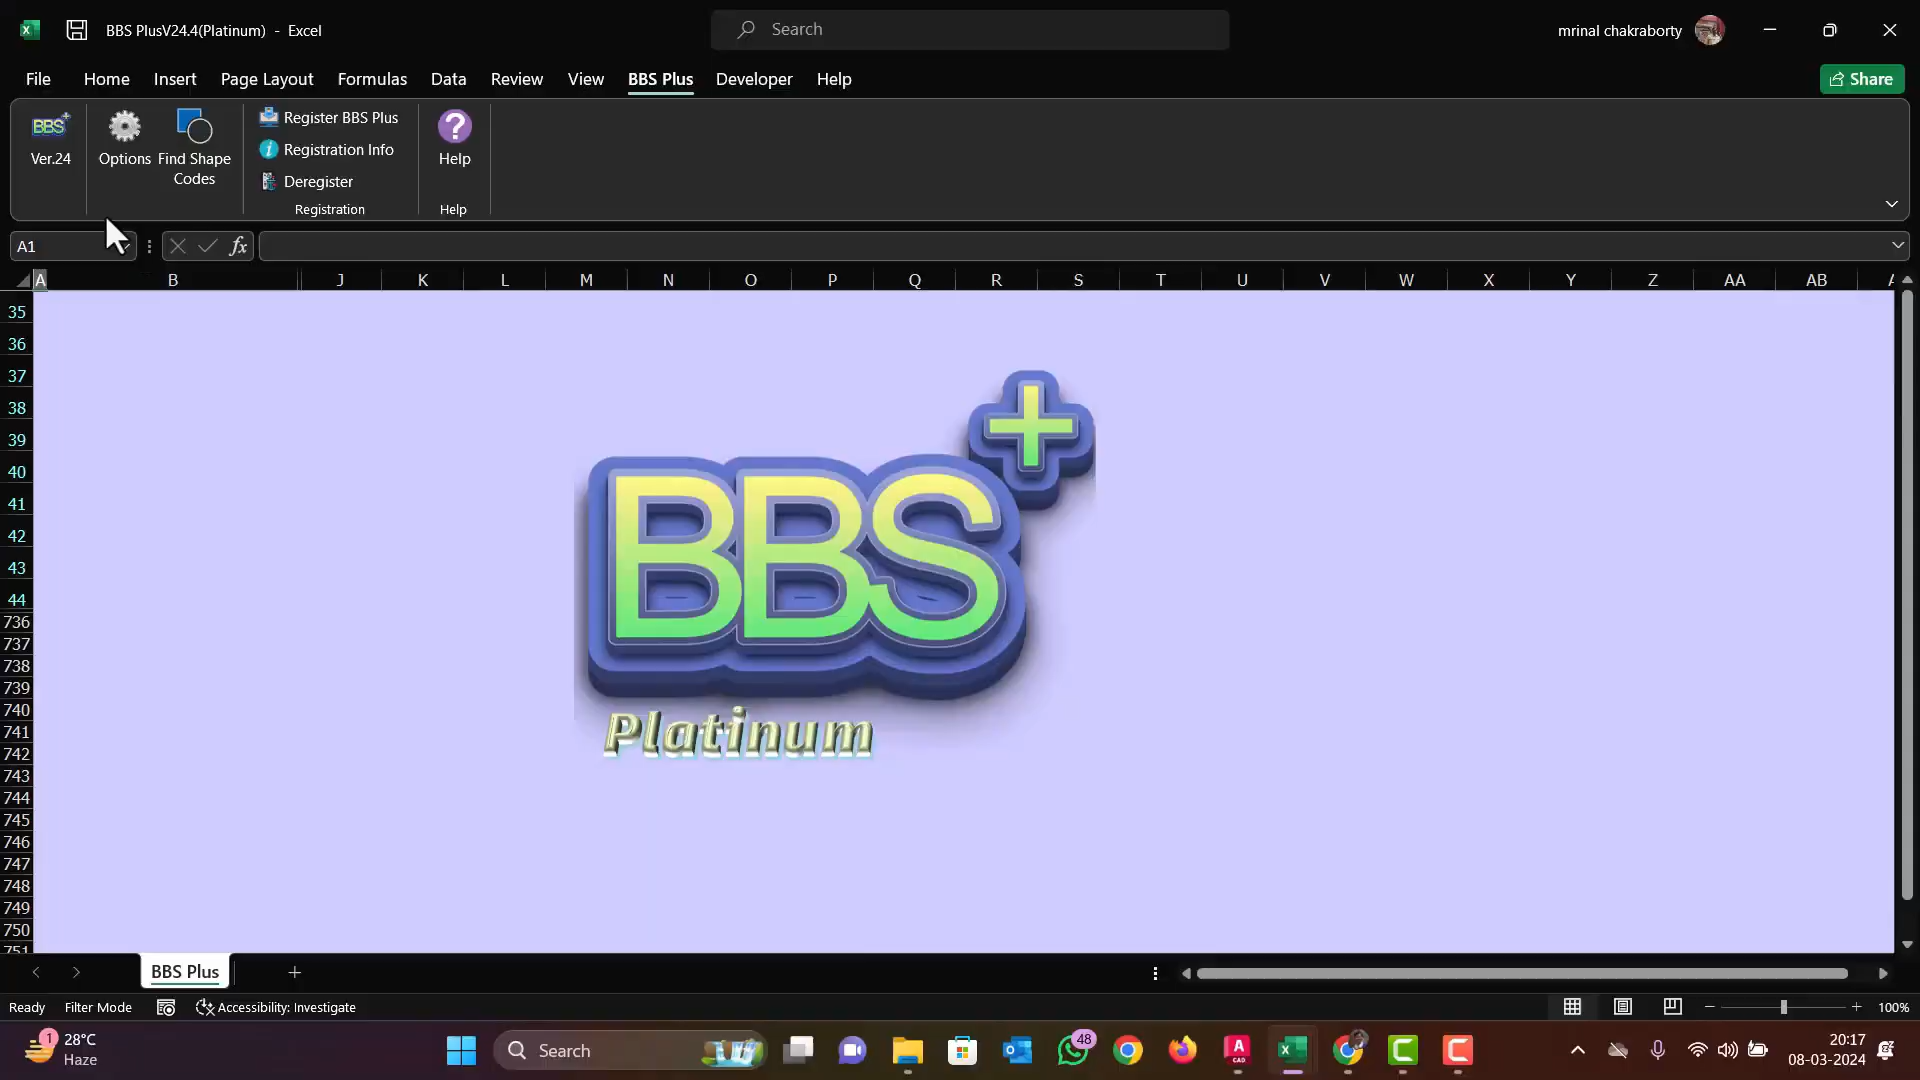 BBS PlusV24.4(Platinum) - Excel
Search
mrinal chakraborty
File Home Insert Page Layout Formulas Data Review View BBS Plus Developer Help
Share
BBS+
Ver.24
Options
Find Shape
Codes
Register BBS Plus
Registration Info
Deregister
Registration
Help
Help
A1
fx
A B J K L M N O P Q R S T U V W X Y Z AA AB
35
36
37
38
39
40
41
42
43
44
736
737
738
739
740
741
742
743
744
745
746
747
748
749
750
751
BBS+
Platinum
BBS Plus
Ready Filter Mode Accessibility: Investigate
100%
1
28°C
Haze
Search
48
A
CAD
20:17
08-03-2024